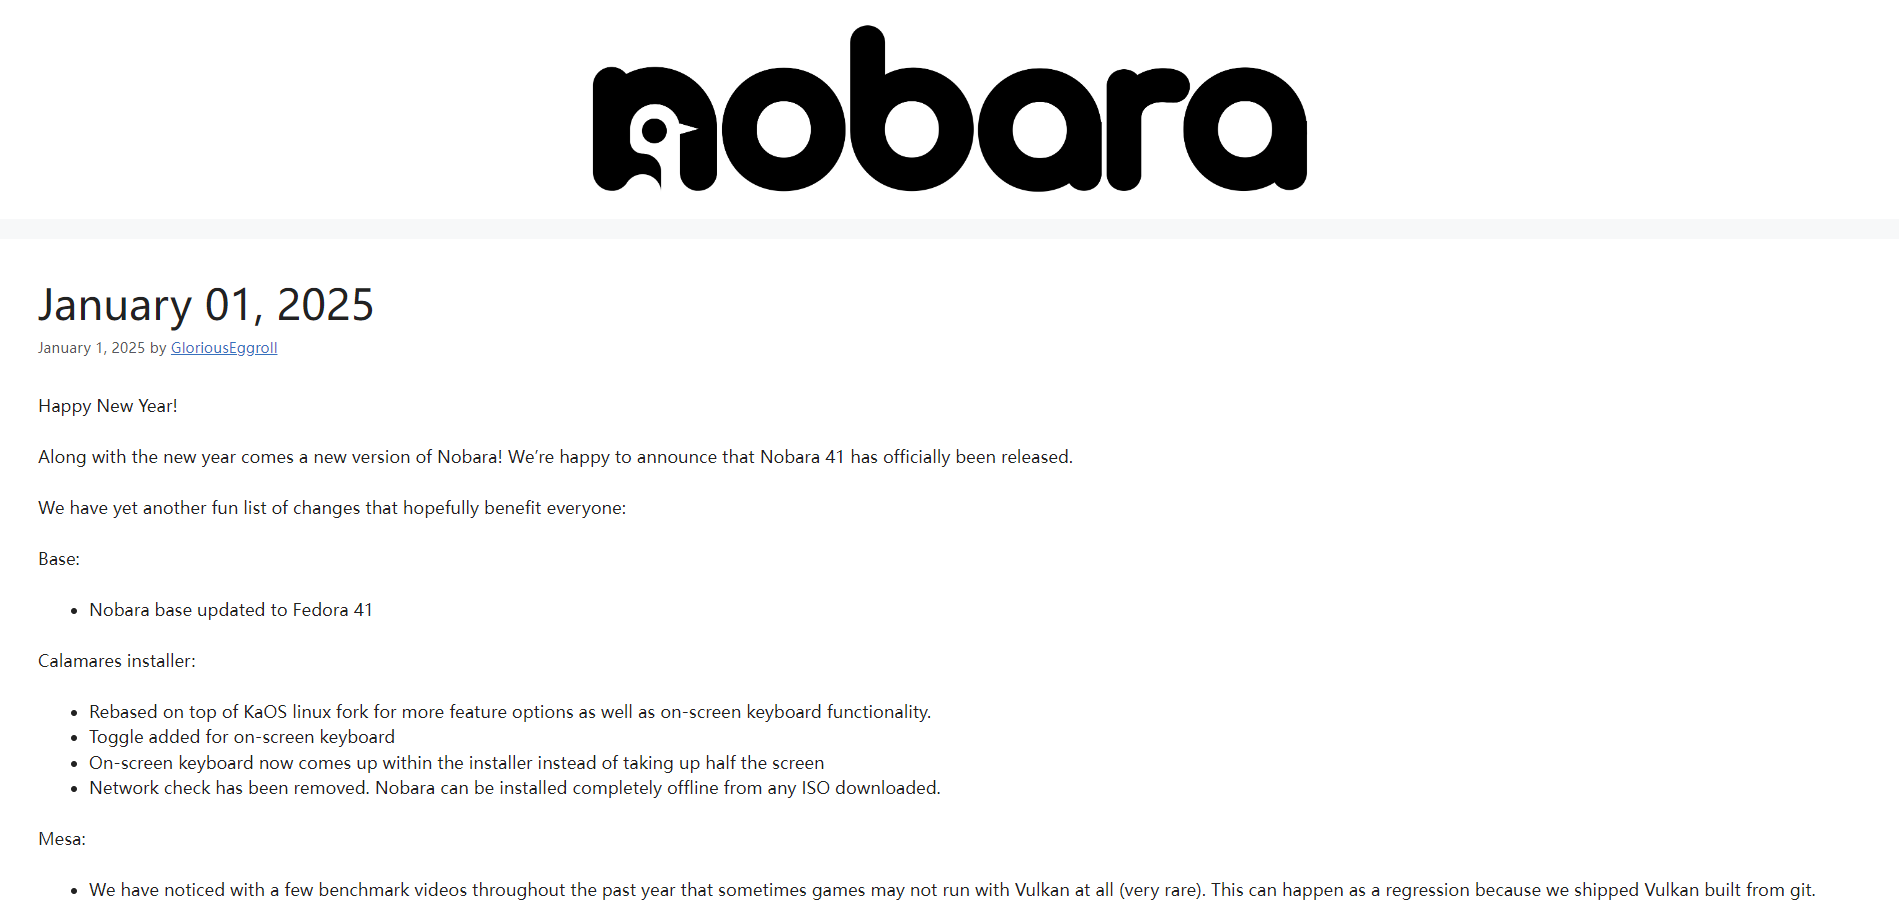 nobara
January 01, 2025
January 1, 2025 by GloriousEggroll
Happy New Year!
Along with the new year comes a new version of Nobara! We’re happy to announce that Nobara 41 has officially been released.
We have yet another fun list of changes that hopefully benefit everyone:
Base:
• Nobara base updated to Fedora 41
Calamares installer:
• Rebased on top of KaOS linux fork for more feature options as well as on-screen keyboard functionality.
• Toggle added for on-screen keyboard
• On-screen keyboard now comes up within the installer instead of taking up half the screen
• Network check has been removed. Nobara can be installed completely offline from any ISO downloaded.
Mesa:
• We have noticed with a few benchmark videos throughout the past year that sometimes games may not run with Vulkan at all (very rare). This can happen as a regression because we shipped Vulkan built from git.